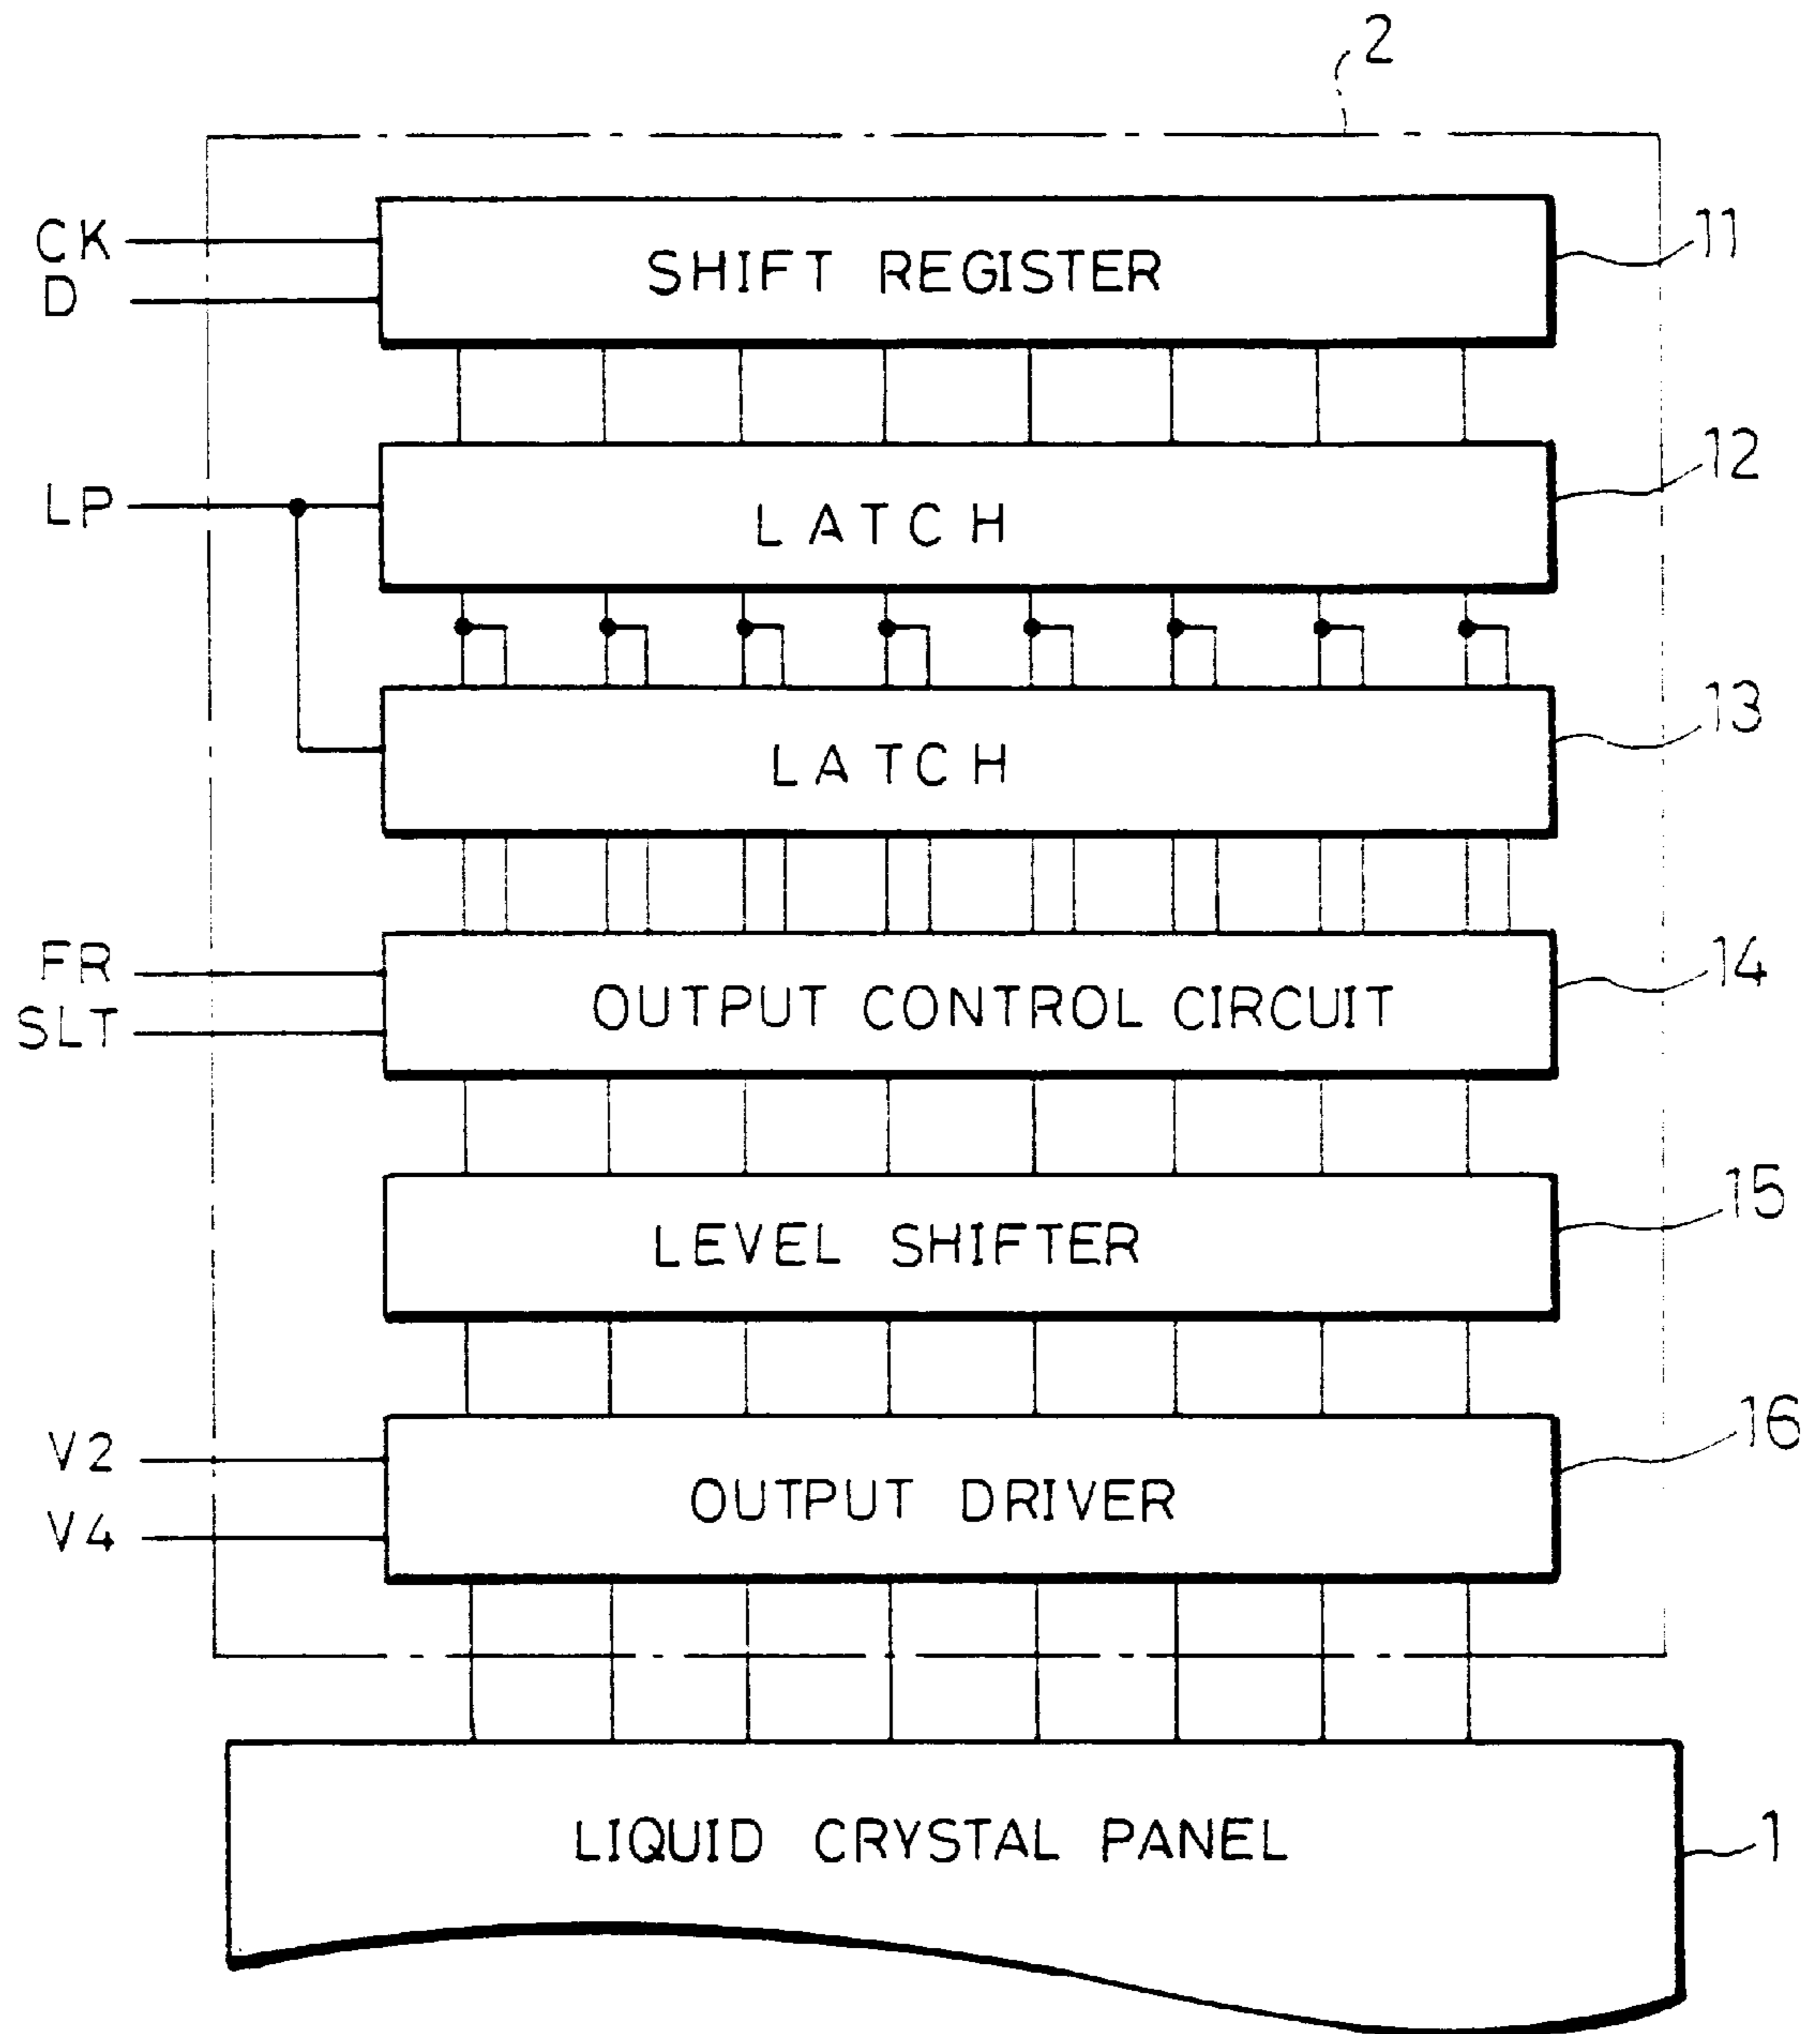 2
CK
D
SHIFT REGISTER
11
LP
LATCH
12
LATCH
13
FR
SLT
OUTPUT CONTROL CIRCUIT
14
LEVEL SHIFTER
15
V2
V4
OUTPUT DRIVER
16
LIQUID CRYSTAL PANEL
1